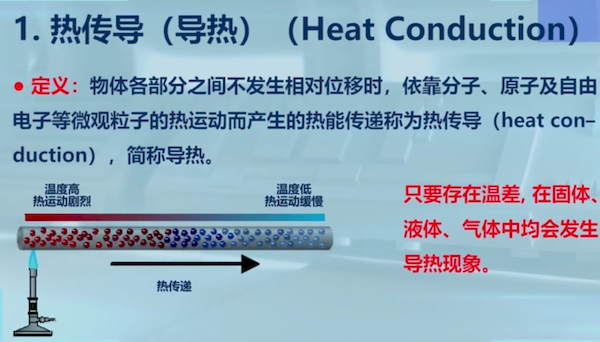 1. 热传导（导热）（Heat Conduction）
● 定义：物体各部分之间不发生相对位移时，依靠分子、原子及自由
电子等微观粒子的热运动而产生的热能传递称为热传导（heat con–
duction），简称导热。
温度高
热运动剧烈
温度低
热运动缓慢
热传递
只要存在温差, 在固体、
液体、气体中均会发生
导热现象。